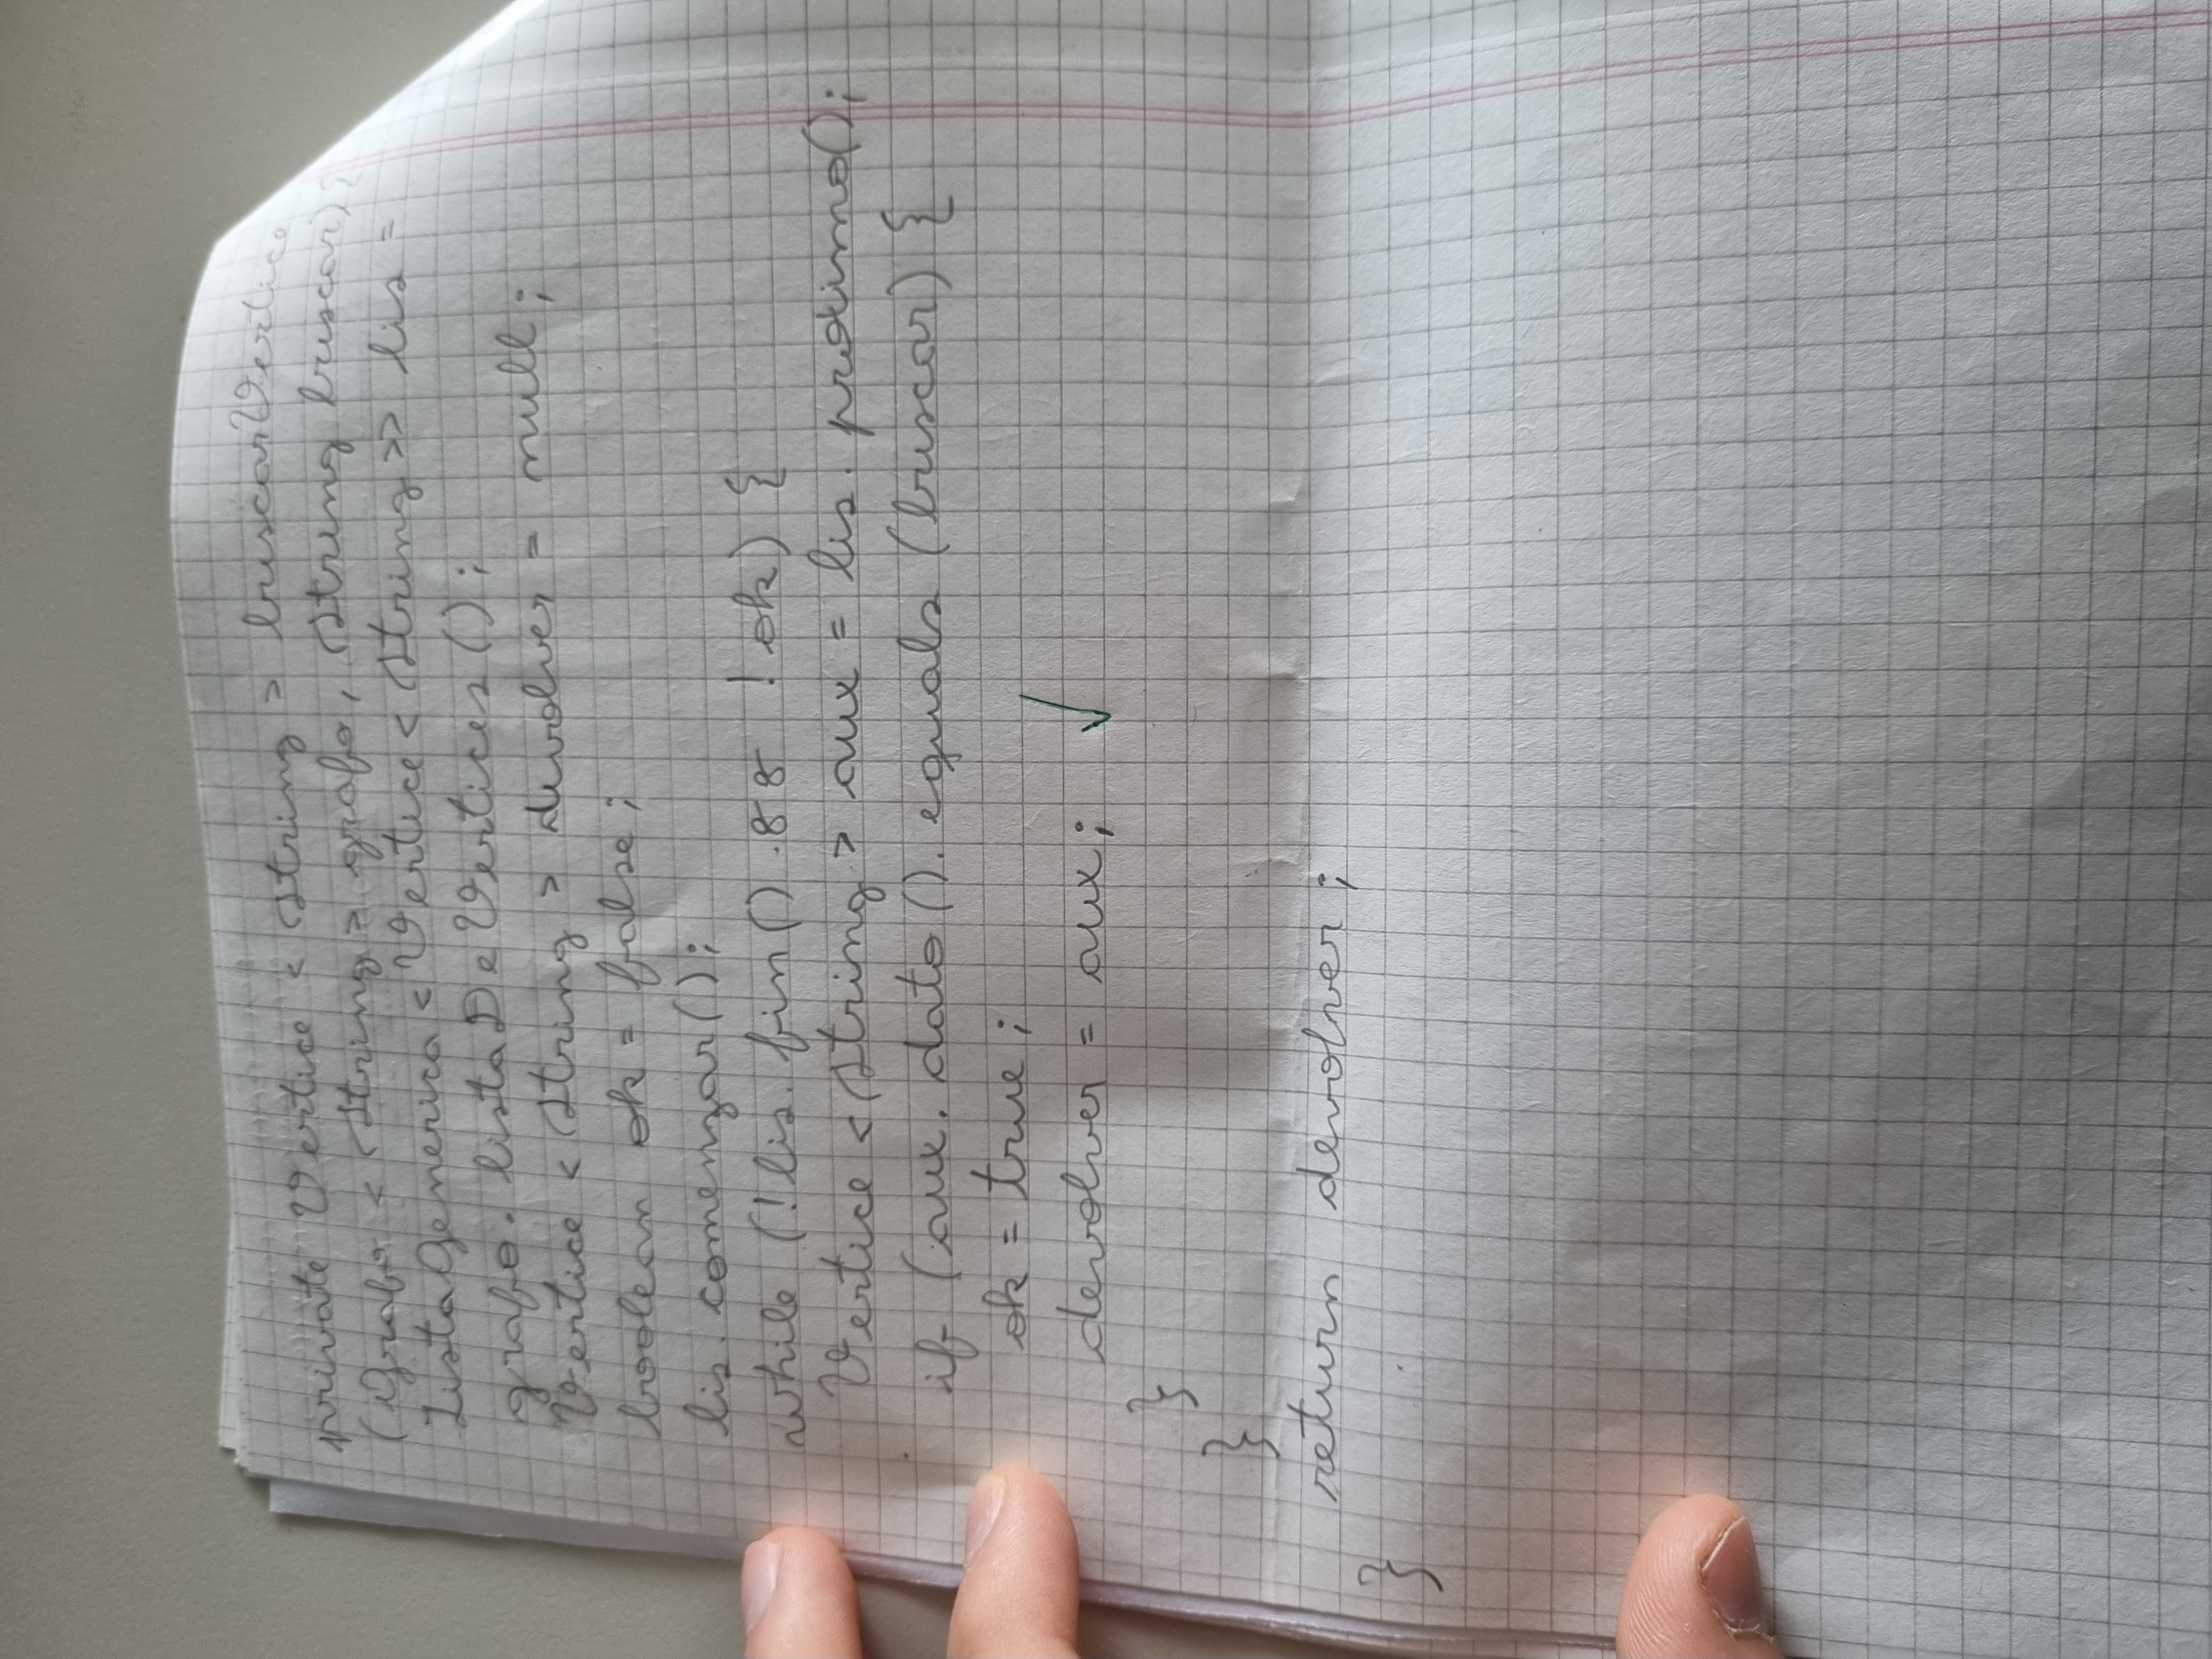 private Vertice < String > buscarVertice
(Grafo < String > grafo, String buscar) {
ListaGenerica < Vertice < String >> lis =
grafo. listaDeVertices ();
Vertice < String > devolver = null;
boolean ok = false;
lis. comenzar();
while (!lis. fin() && !ok) {
Vertice < String > aux = lis. proximo();
if (aux. dato (). equals (buscar) {
ok = true;
devolver = aux;
}
}
return devolver;
}